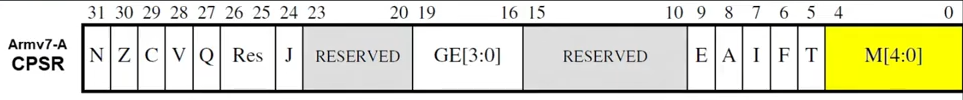 31 30 29 28 27 26 25 24 23 20 19 16 15 10 9 8 7 6 5 4 0
Armv7-A
CPSR
N Z C V Q Res J RESERVED GE[3:0] RESERVED E A I F T M[4:0]